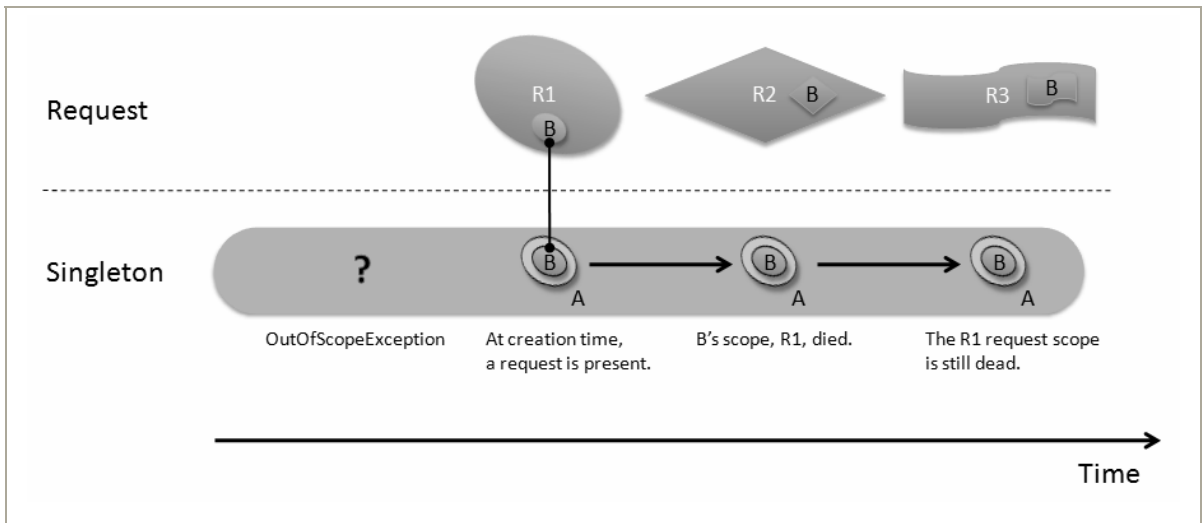 Request
R1
B
R2
B
R3
B
Singleton
?
B
A
B
A
B
A
OutOfScopeException
At creation time,
a request is present.
B's scope, R1, died.
The R1 request scope
is still dead.
Time